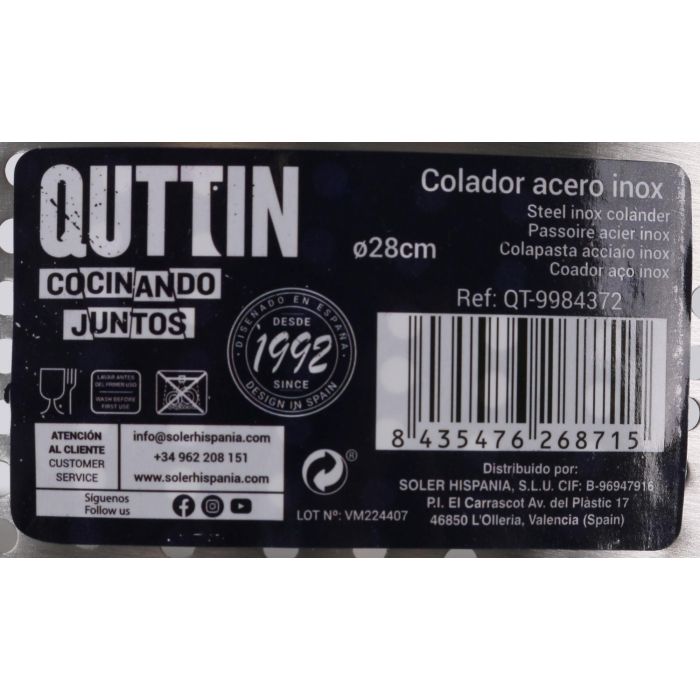 QUTTIN
COCINANDO
JUNTOS
ø28cm
Colador acero inox
Steel inox colander
Passoire acier inox
Colapasta acciaio inox
Coador aço inox
Ref: QT-9984372
DISEÑADO EN ESPAÑA
DESDE
1992
SINCE
DESIGN IN SPAIN
LAVAR ANTES
DEL PRIMER USO
WASH BEFORE
FIRST USE
8 435476 268715
ATENCIÓN
AL CLIENTE
CUSTOMER
SERVICE
info@solerhispania.com
+34 962 208 151
www.solerhispania.com
Síguenos
Follow us
®
LOT Nº: VM224407
Distribuido por:
SOLER HISPANIA, S.L.U. CIF: B-96947916
P.I. El Carrascot Av. del Plàstic 17
46850 L'Olleria, Valencia (Spain)